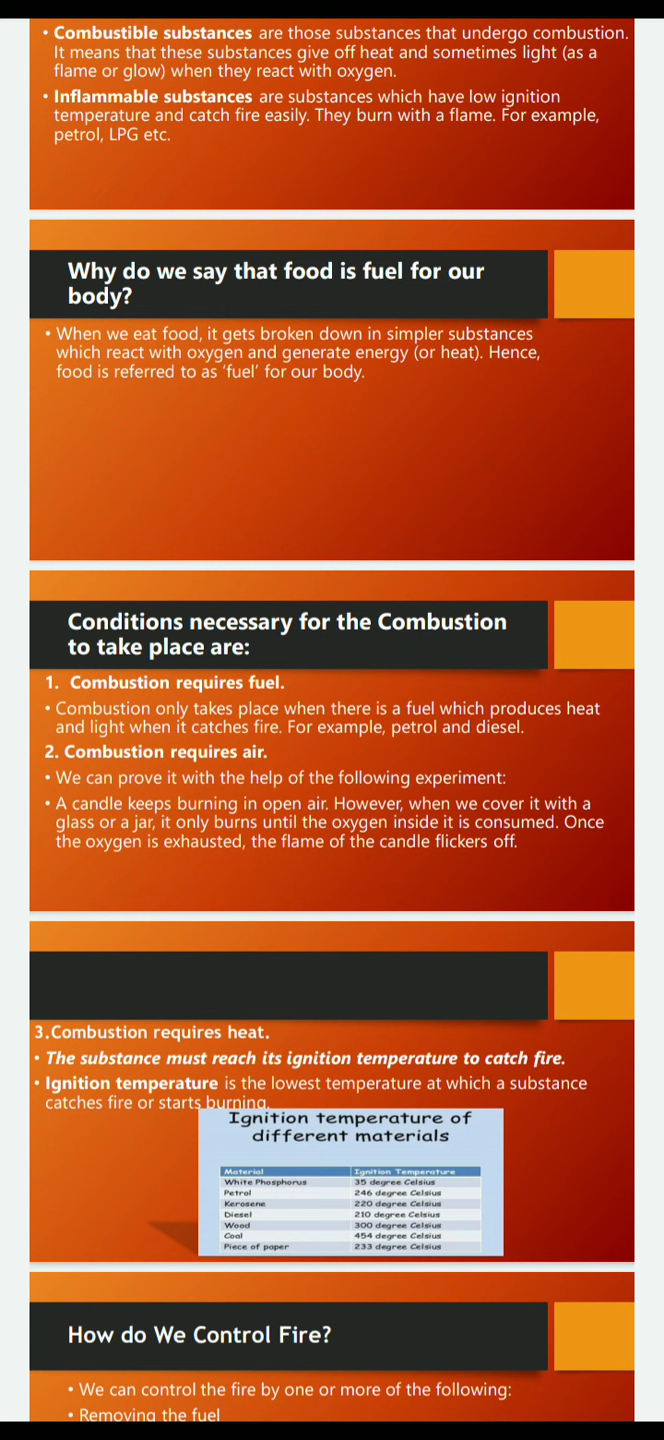 • Combustible substances are those substances that undergo combustion.
It means that these substances give off heat and sometimes light (as a
flame or glow) when they react with oxygen.
• Inflammable substances are substances which have low ignition
temperature and catch fire easily. They burn with a flame. For example,
petrol, LPG etc.
Why do we say that food is fuel for our
body?
• When we eat food, it gets broken down in simpler substances
which react with oxygen and generate energy (or heat). Hence,
food is referred to as ‘fuel’ for our body.
Conditions necessary for the Combustion
to take place are:
1. Combustion requires fuel.
• Combustion only takes place when there is a fuel which produces heat
and light when it catches fire. For example, petrol and diesel.
2. Combustion requires air.
• We can prove it with the help of the following experiment:
• A candle keeps burning in open air. However, when we cover it with a
glass or a jar, it only burns until the oxygen inside it is consumed. Once
the oxygen is exhausted, the flame of the candle flickers off.
3.Combustion requires heat.
• The substance must reach its ignition temperature to catch fire.
• Ignition temperature is the lowest temperature at which a substance
catches fire or starts burning.
Ignition temperature of
different materials
Material Ignition Temperature
White Phosphorus 35 degree Celsius
Petrol 246 degree Celsius
Kerosene 220 degree Celsius
Diesel 210 degree Celsius
Wood 300 degree Celsius
Coal 454 degree Celsius
Piece of paper 233 degree Celsius
How do We Control Fire?
• We can control the fire by one or more of the following:
• Removing the fuel